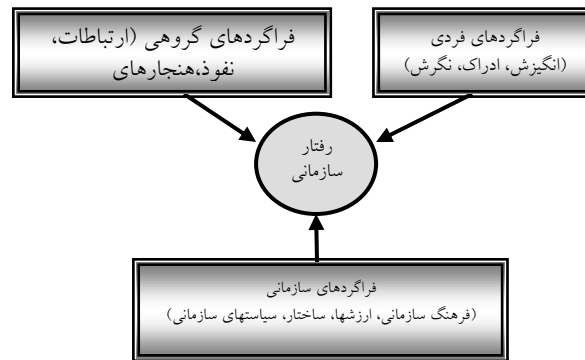 فراگردهای فردی
(انگیزش، ادراک، نگرش)
فراگردهای گروهی (ارتباطات،
نفوذ،هنجارهای
رفتار
سازمانی
فراگردهای سازمانی
(فرهنگ سازمانی، ارزشها، ساختار، سیاستهای سازمانی)